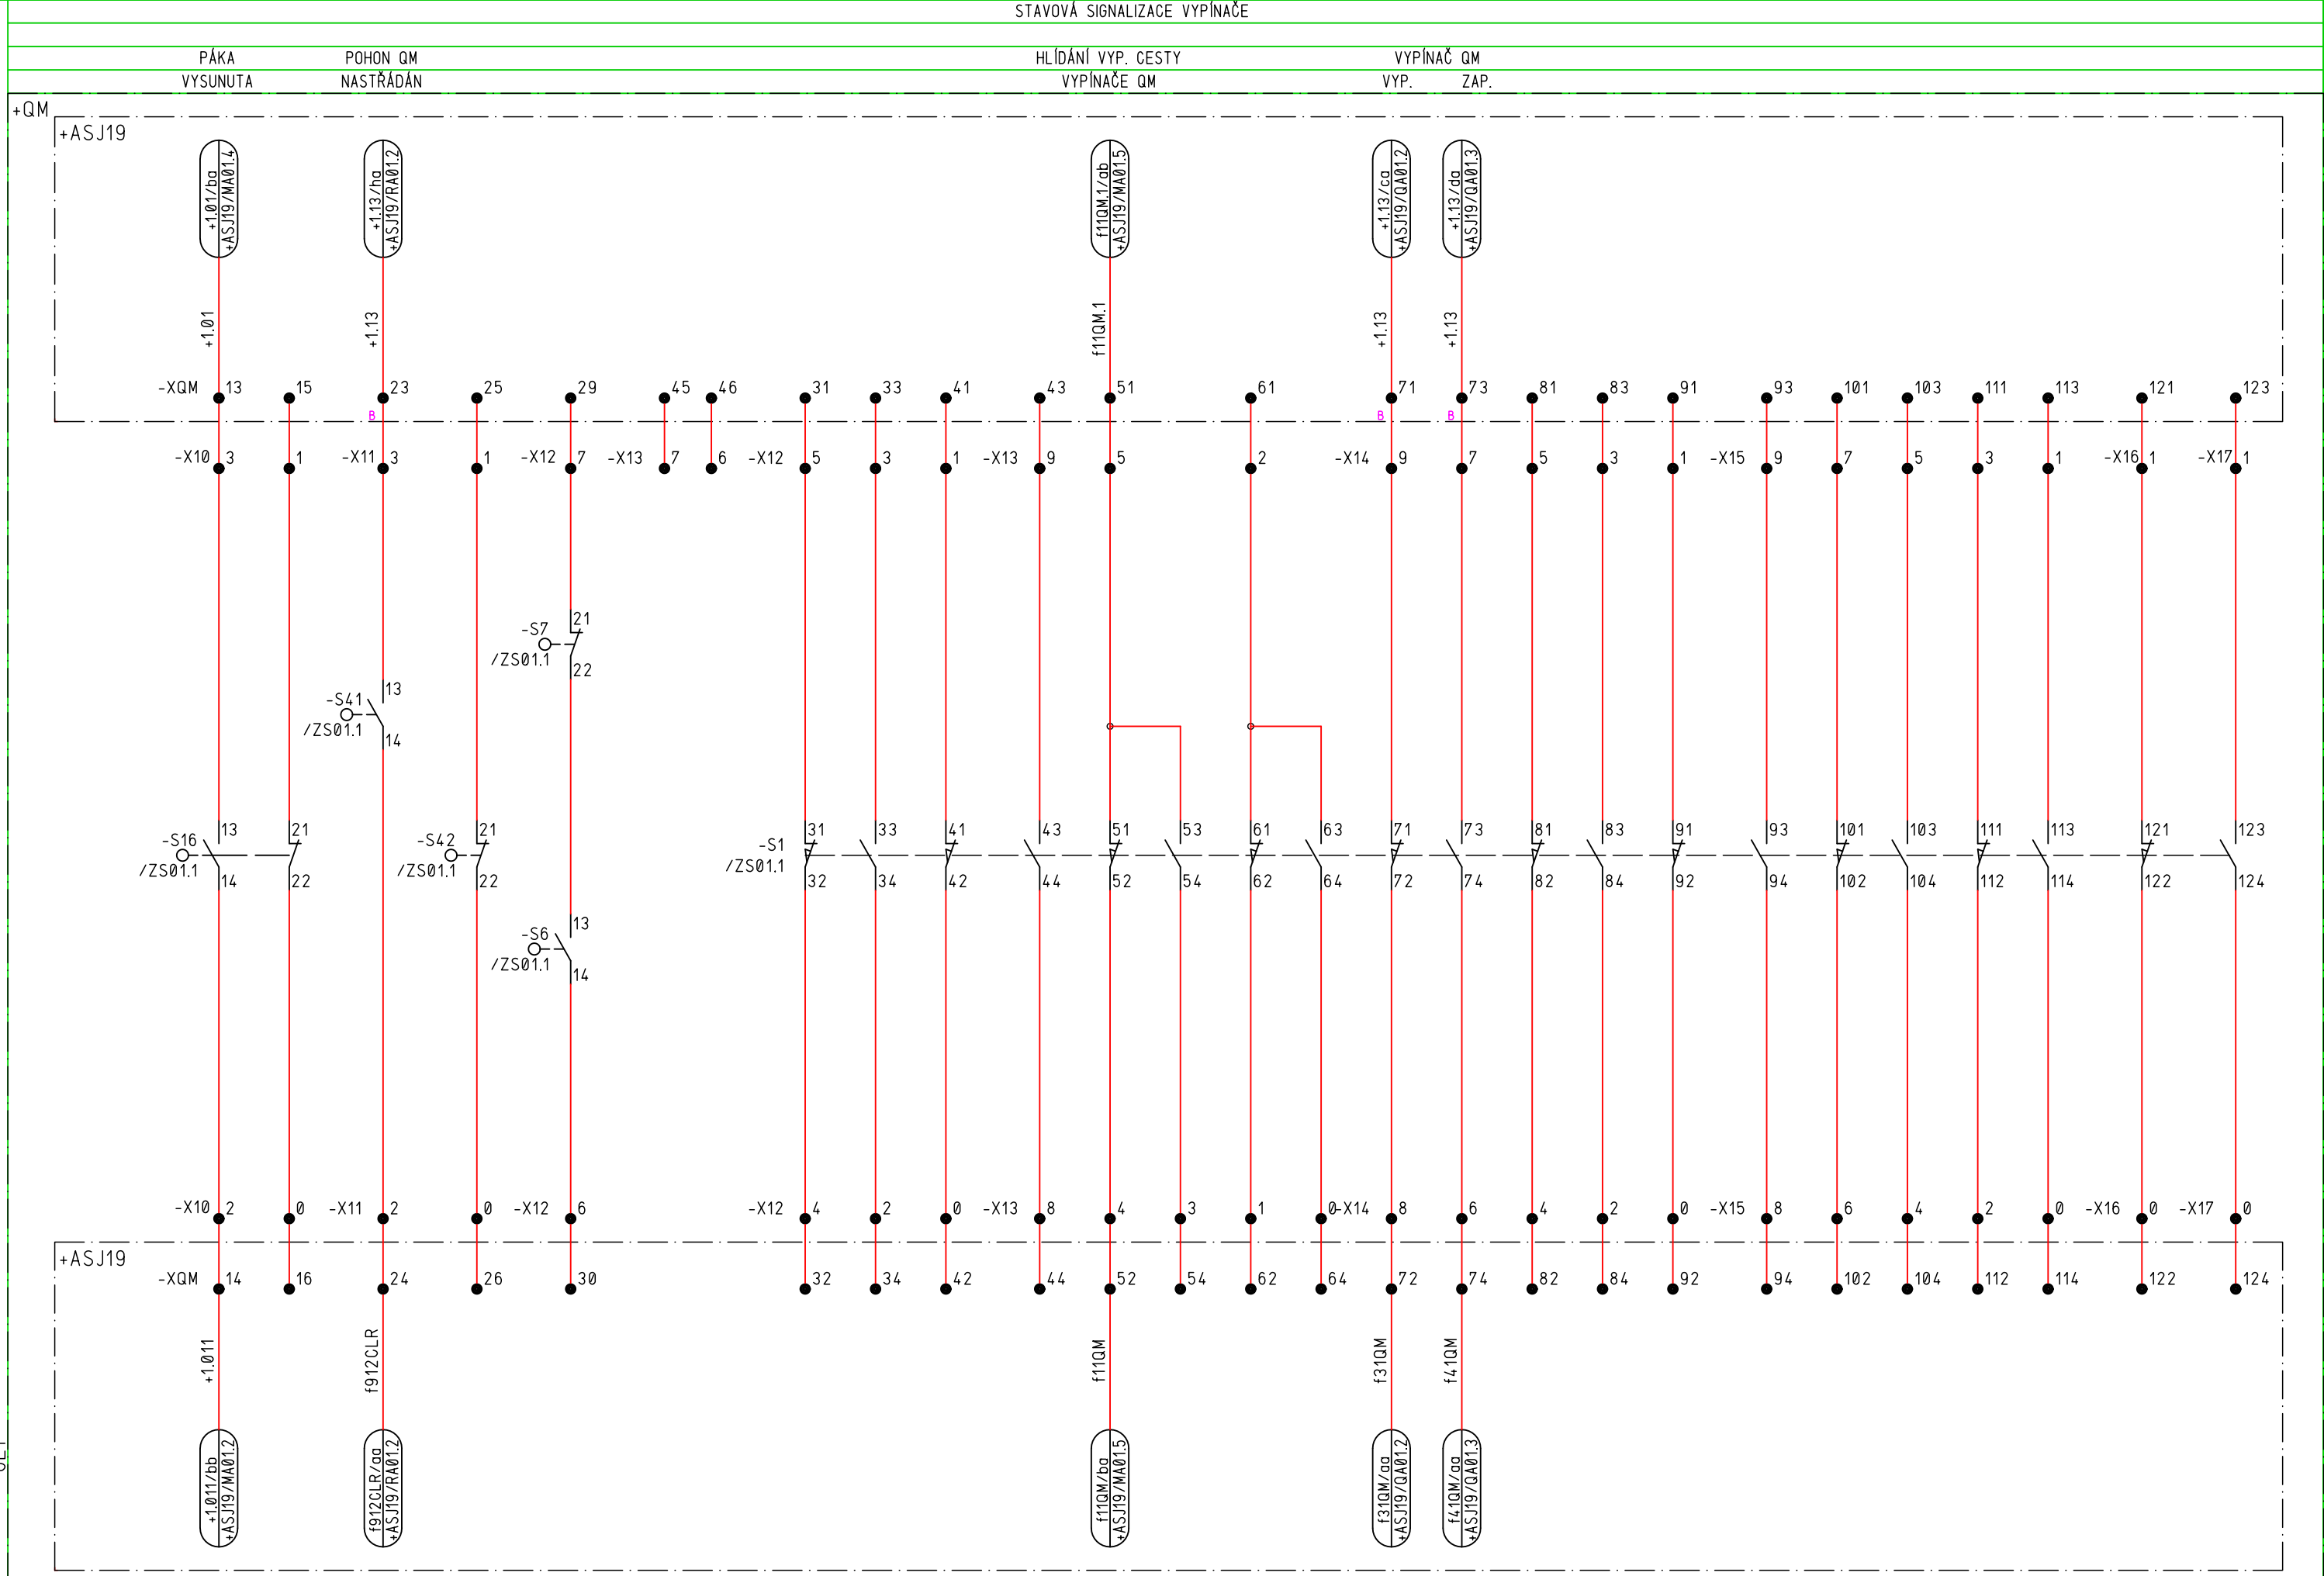 STAVOVÁ SIGNALIZACE VYPÍNAČE
PÁKA POHON QM HLÍDÁNÍ VYP. CESTY VYPÍNAČ QM
VYSUNUTA NASTŘÁDÁN VYPÍNAČE QM VYP. ZAP.
+QM
+ASJ19
+1.01/ba
+ASJ19/MA01.4
+1.13/ha
+ASJ19/RA01.2
f11QM.1/ab
+ASJ19/MA01.5
+1.13/ca
+ASJ19/QA01.2
+1.13/da
+ASJ19/QA01.3
+1.01 +1.13 f11QM.1 +1.13 +1.13
-XQM 13 15 23 25 29 45 46 31 33 41 43 51 61 71 73 81 83 91 93 101 103 111 113 121 123
B B B
-X10 3 1 -X11 3 1 -X12 7 -X13 7 6 -X12 5 3 1 -X13 9 5 2 -X14 9 7 5 3 1 -X15 9 7 5 3 1 -X16 1 -X17 1
21
-S7
/ZS01.1
22
13
-S41
/ZS01.1
14
13 21 21 31 33 41 43 51 53 61 63 71 73 81 83 91 93 101 103 111 113 121 123
-S16 -S42 -S1
/ZS01.1 /ZS01.1 /ZS01.1
14 22 22 32 34 42 44 52 54 62 64 72 74 82 84 92 94 102 104 112 114 122 124
13
-S6
/ZS01.1
14
-X10 2 0 -X11 2 0 -X12 6 -X12 4 2 0 -X13 8 4 3 1 0 -X14 8 6 4 2 0 -X15 8 6 4 2 0 -X16 0 -X17 0
+ASJ19
-XQM 14 16 24 26 30 32 34 42 44 52 54 62 64 72 74 82 84 92 94 102 104 112 114 122 124
+1.011 f912CLR f11QM f31QM f41QM
+1.011/bb
+ASJ19/MA01.2
f912CLR/aa
+ASJ19/RA01.2
f11QM/ba
+ASJ19/MA01.5
f31QM/aa
+ASJ19/QA01.2
f41QM/aa
+ASJ19/QA01.3